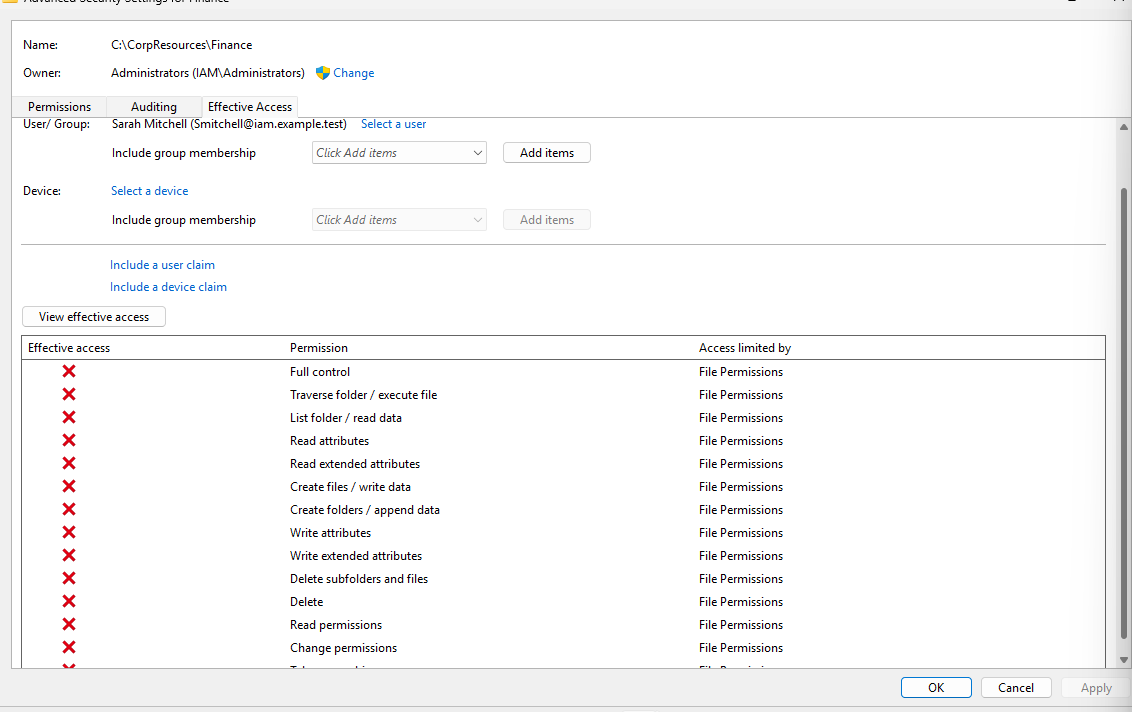 Advanced Security Settings for Finance
Name: C:\CorpResources\Finance
Owner: Administrators (IAM\Administrators) Change
Permissions Auditing Effective Access
User/ Group: Sarah Mitchell (Smitchell@iam.example.test) Select a user
Include group membership Click Add items Add items
Device: Select a device
Include group membership Click Add items Add items
Include a user claim
Include a device claim
View effective access
Effective access Permission Access limited by
Full control File Permissions
Traverse folder / execute file File Permissions
List folder / read data File Permissions
Read attributes File Permissions
Read extended attributes File Permissions
Create files / write data File Permissions
Create folders / append data File Permissions
Write attributes File Permissions
Write extended attributes File Permissions
Delete subfolders and files File Permissions
Delete File Permissions
Read permissions File Permissions
Change permissions File Permissions
OK Cancel Apply